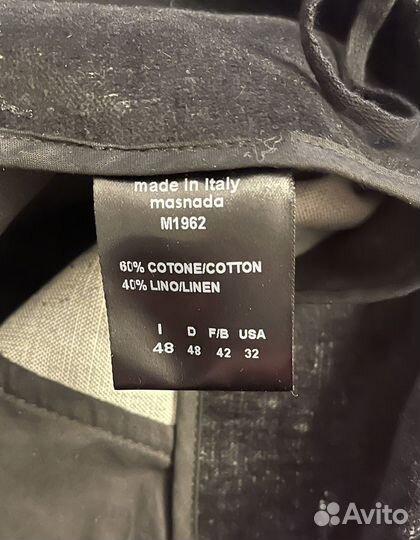 made in Italy
masnada
M1962
60% COTONE/COTTON
40% LINO/LINEN
I D F/B USA
48 48 42 32
Avito